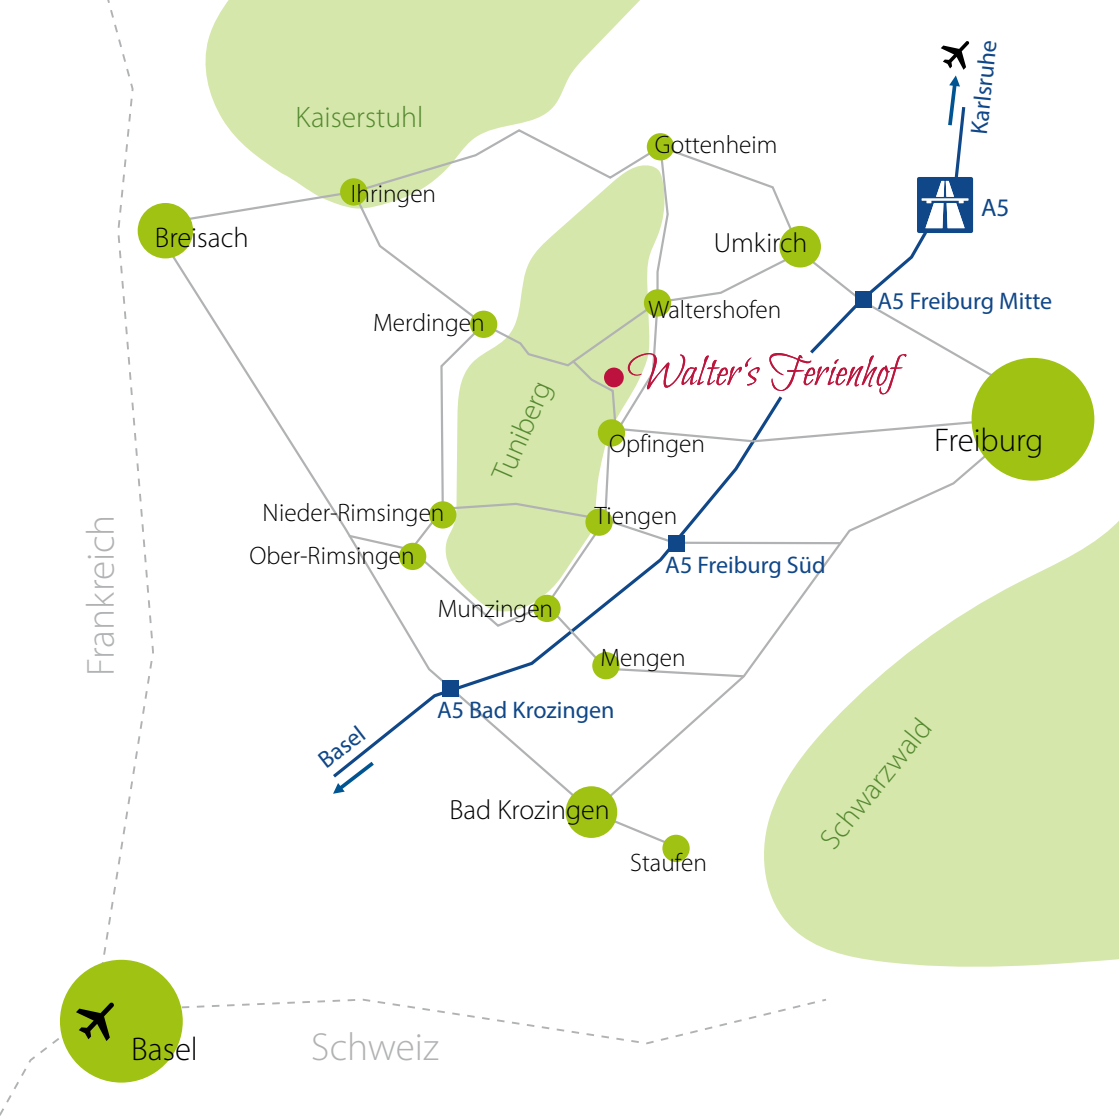 Karlsruhe
Kaiserstuhl
Gottenheim
Ihringen
A5
Breisach
Umkirch
A5 Freiburg Mitte
Waltershofen
Merdingen
Walter's Ferienhof
Tuniberg
Opfingen
Freiburg
Nieder-Rimsingen
Tiengen
Ober-Rimsingen
A5 Freiburg Süd
Frankreich
Munzingen
Mengen
A5 Bad Krozingen
Basel
Schwarzwald
Bad Krozingen
Staufen
Basel
Schweiz